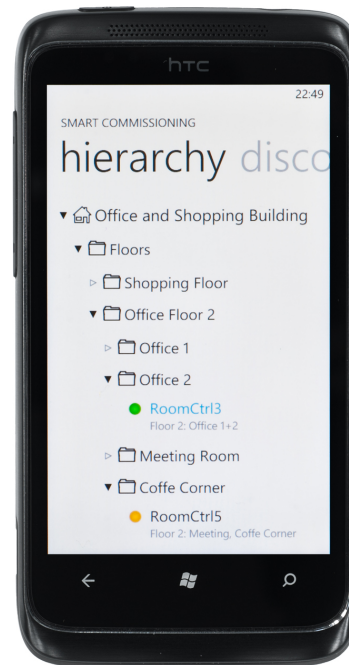 hTC
22:49
SMART COMMISSIONING
hierarchy disco
Office and Shopping Building
Floors
Shopping Floor
Office Floor 2
Office 1
Office 2
RoomCtrl3
Floor 2: Office 1+2
Meeting Room
Coffe Corner
RoomCtrl5
Floor 2: Meeting, Coffe Corner